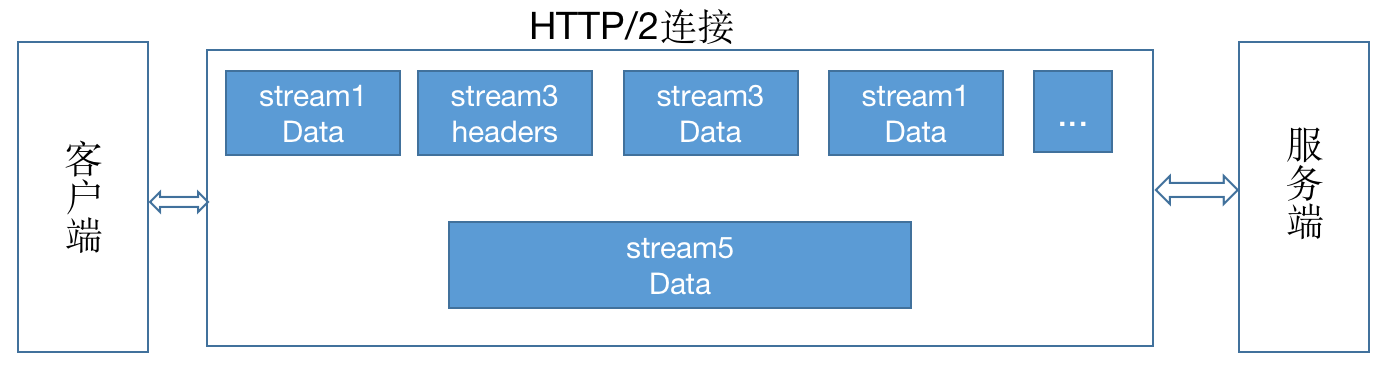 HTTP/2连接
客户端
stream1
Data
stream3
headers
stream3
Data
stream1
Data
...
stream5
Data
服务端